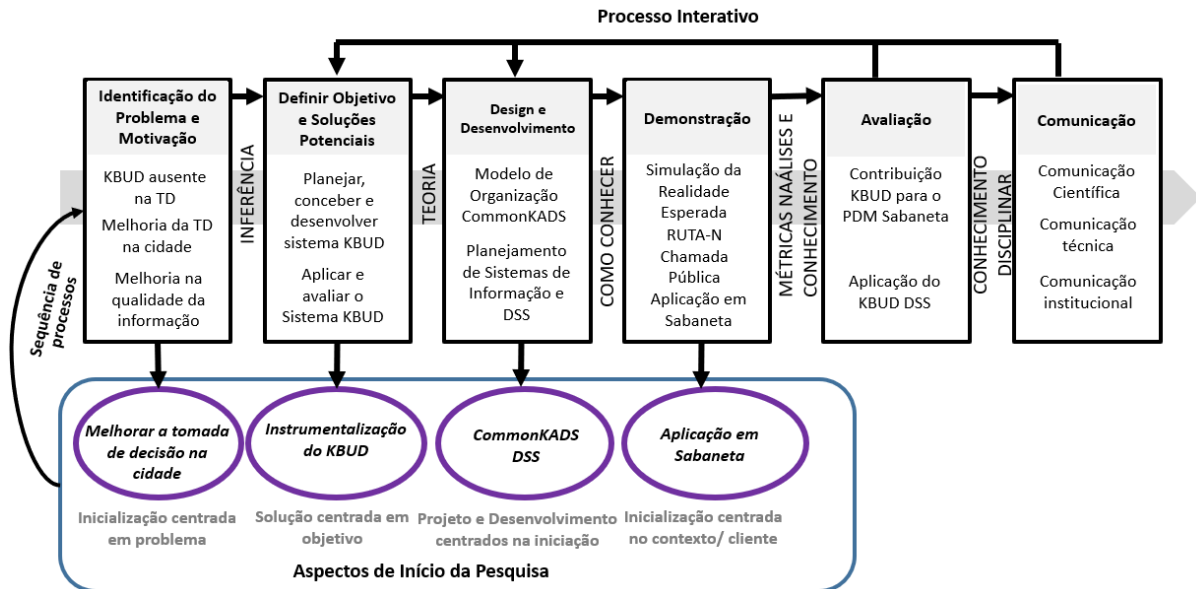 Processo Interativo
Identificação do
Problema e
Motivação
KBUD ausente
na TD
Melhoria da TD
na cidade
Melhoria na
qualidade da
informação
INFERÊNCIA
Definir Objetivo
e Soluções
Potenciais
Planejar,
conceber e
desenvolver
sistema KBUD
Aplicar e
avaliar o
Sistema KBUD
TEORIA
Design e
Desenvolvimento
Modelo de
Organização
CommonKADS
Planejamento
de Sistemas de
Informação e
DSS
COMO CONHECER
Demonstração
Simulação da
Realidade
Esperada
RUTA-N
Chamada
Pública
Aplicação em
Sabaneta
MÉTRICAS NAÁLISES E
CONHECIMENTO
Avaliação
Contribuição
KBUD para o
PDM Sabaneta
Aplicação do
KBUD DSS
CONHECIMENTO
DISCIPLINAR
Comunicação
Comunicação
Científica
Comunicação
técnica
Comunicação
institucional
Sequência de
processos
Melhorar a tomada
de decisão na
cidade
Instrumentalização
do KBUD
CommonKADS
DSS
Aplicação em
Sabaneta
Inicialização centrada
em problema
Solução centrada em
objetivo
Projeto e Desenvolvimento
centrados na iniciação
Inicialização centrada
no contexto/ cliente
Aspectos de Início da Pesquisa